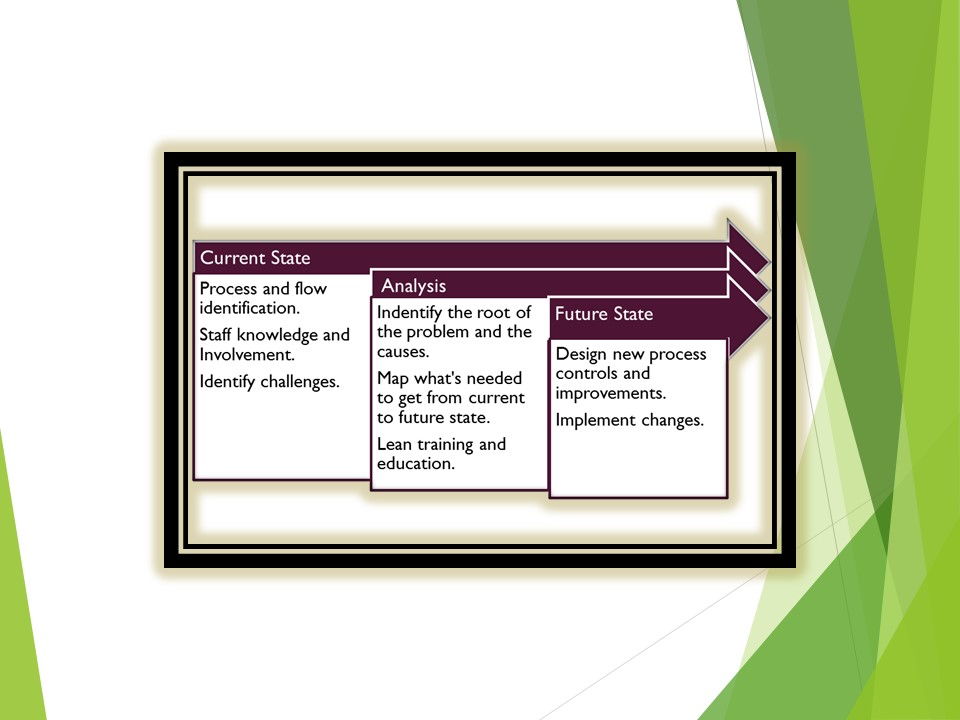 Current State
Process and flow
identification.
Staff knowledge and
Involvement.
Identify challenges.
Analysis
Indentify the root of
the problem and the
causes.
Map what's needed
to get from current
to future state.
Lean training and
education.
Future State
Design new process
controls and
improvements.
Implement changes.